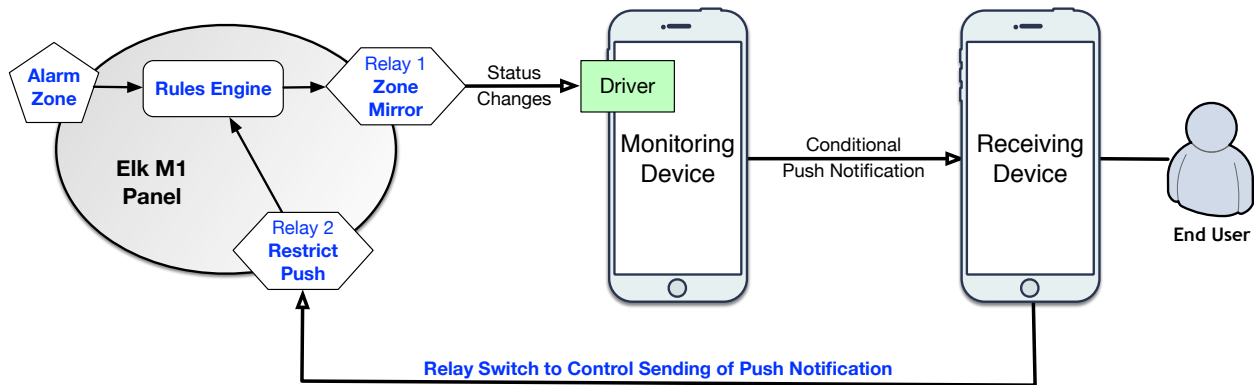 Alarm
Zone
Rules Engine
Relay 1
Zone
Mirror
Status
Changes
Driver
Monitoring
Device
Conditional
Push Notification
Receiving
Device
End User
Elk M1
Panel
Relay 2
Restrict
Push
Relay Switch to Control Sending of Push Notification